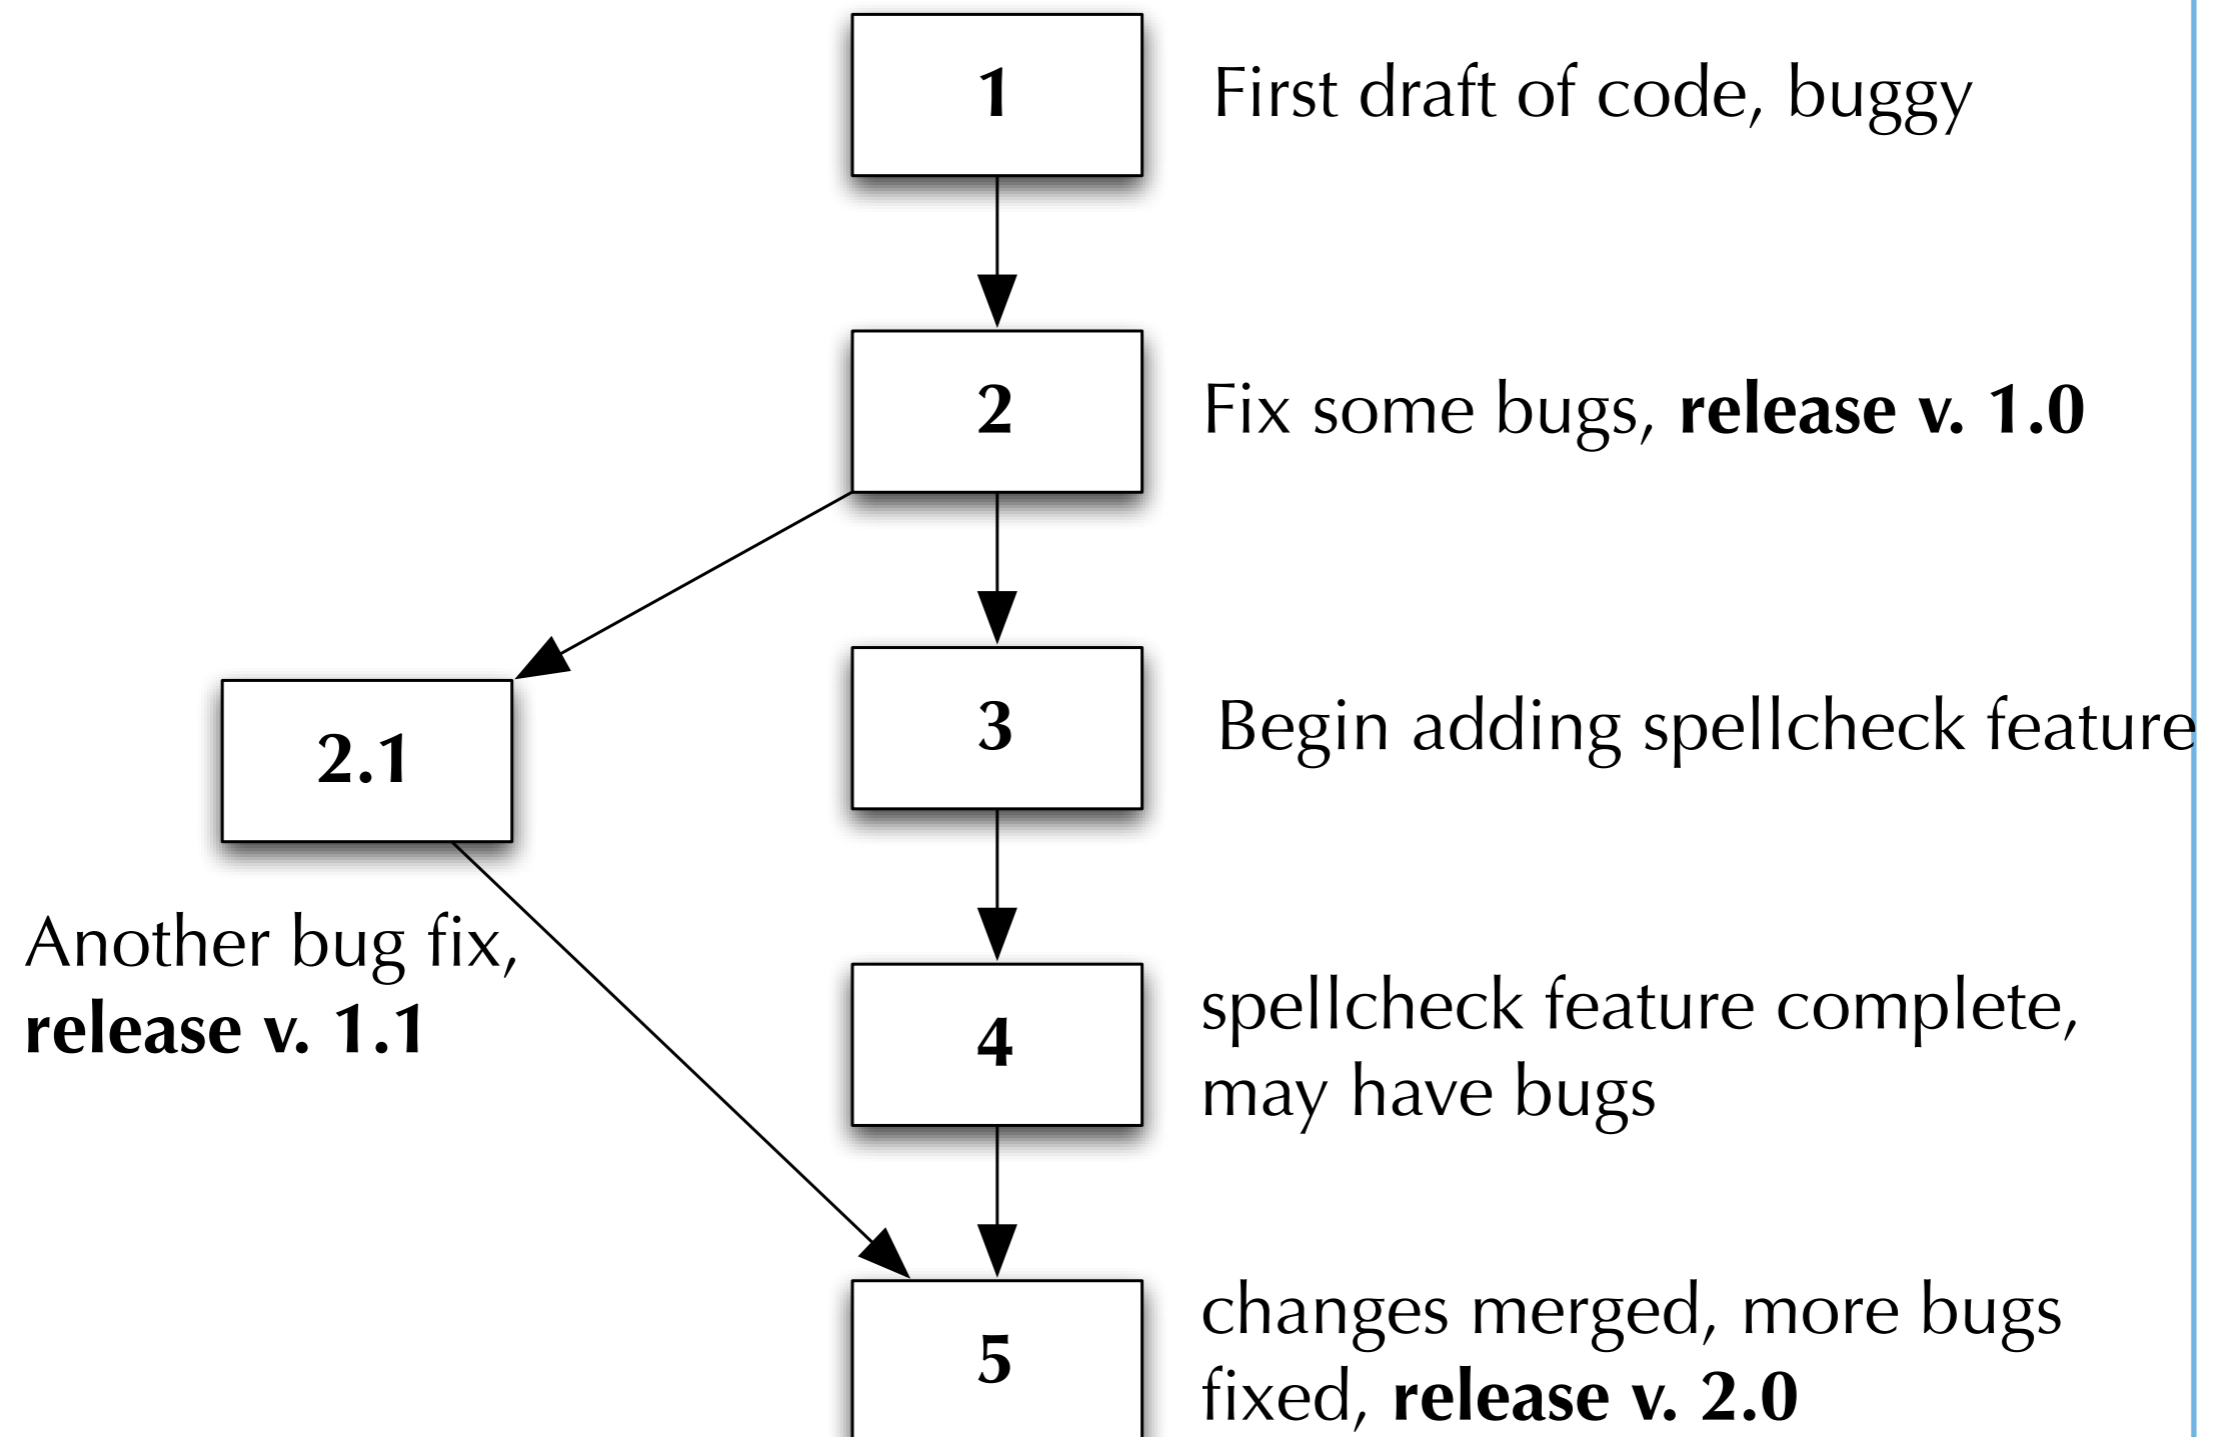 1
First draft of code, buggy
2
Fix some bugs, release v. 1.0
3
Begin adding spellcheck feature
2.1
Another bug fix,
release v. 1.1
4
spellcheck feature complete,
may have bugs
5
changes merged, more bugs
fixed, release v. 2.0